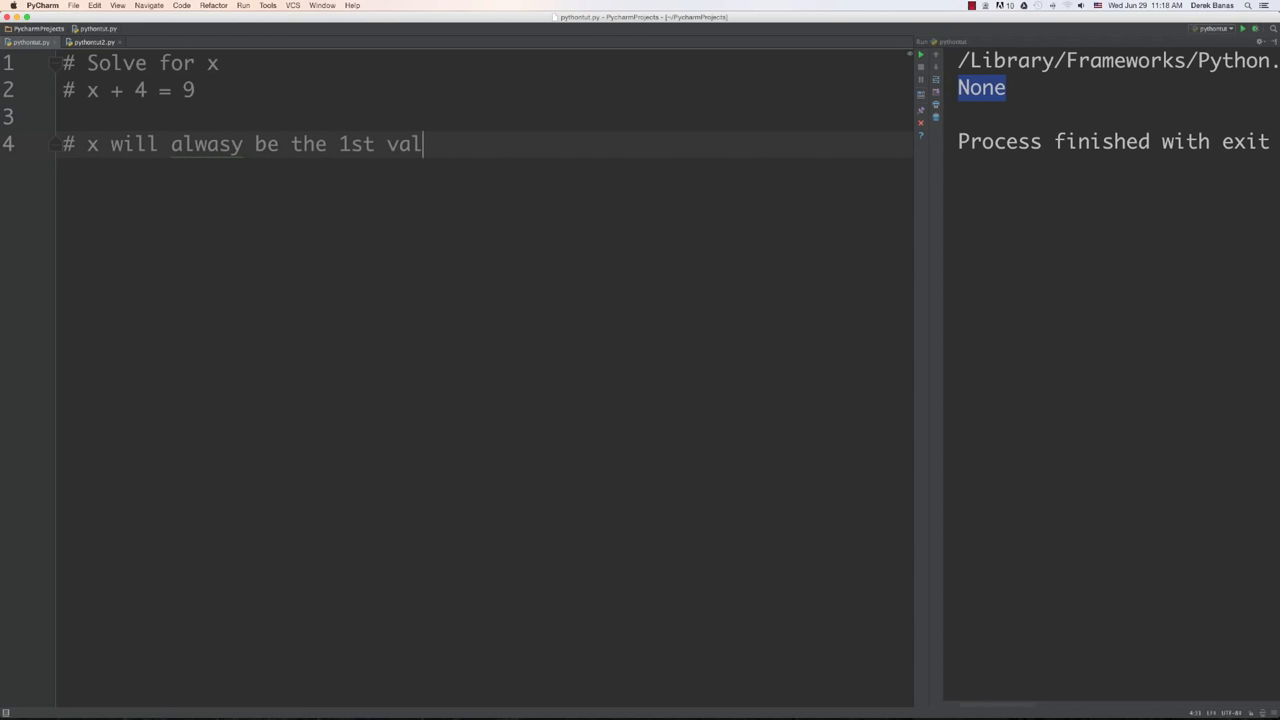 PyCharm File Edit View Navigate Code Refactor Run Tools VCS Window Help 10 Wed Jun 29 11:18 AM Derek Banas
pythontut.py - PycharmProjects - [~/PycharmProjects]
PycharmProjects pythontut.py pythontut
pythontut.py pythontut2.py Run pythontut
1 # Solve for x
2 # x + 4 = 9
3
4 # x will alwasy be the 1st val
/Library/Frameworks/Python.
None
Process finished with exit
4:31 LF≑ UTF-8≑